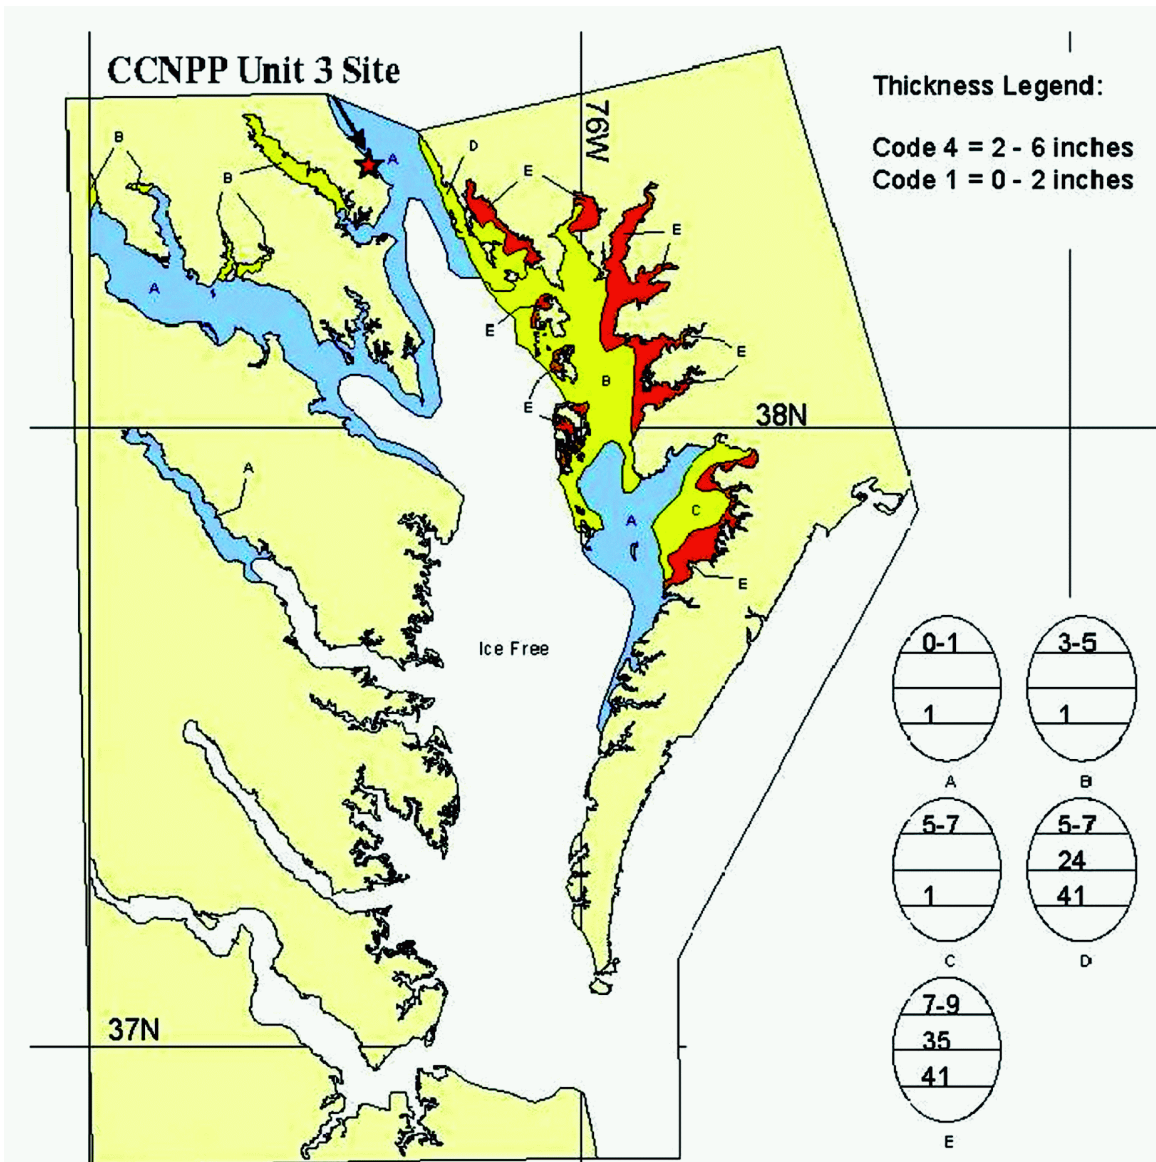 CCNPP Unit 3 Site
76W
Thickness Legend:
Code 4 = 2 - 6 inches
Code 1 = 0 - 2 inches
B
B
A
D
E
E
A
E
E
B
E
E
38N
A
A
C
E
Ice Free
0-1
1
A
3-5
1
B
5-7
1
C
5-7
24
41
D
7-9
35
41
E
37N